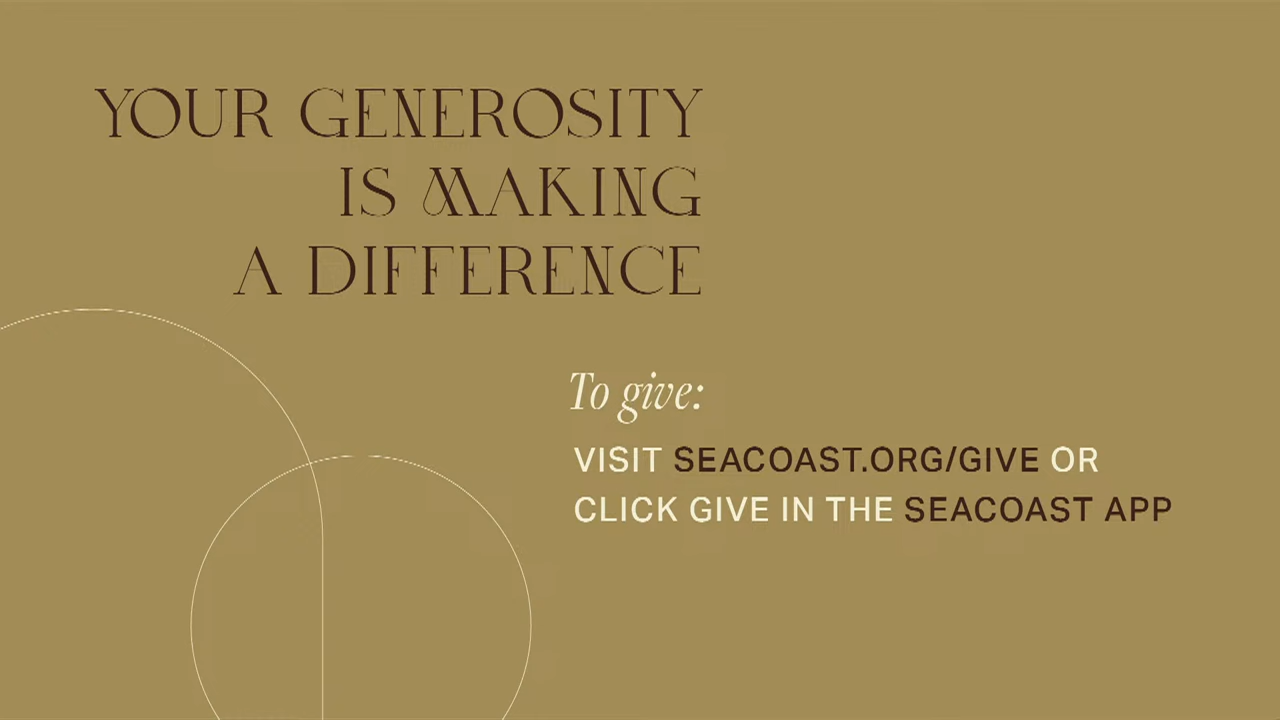 YOUR GENEROSITY
IS MAKING
A DIFFERENCE
To give:
VISIT SEACOAST.ORG/GIVE OR
CLICK GIVE IN THE SEACOAST APP